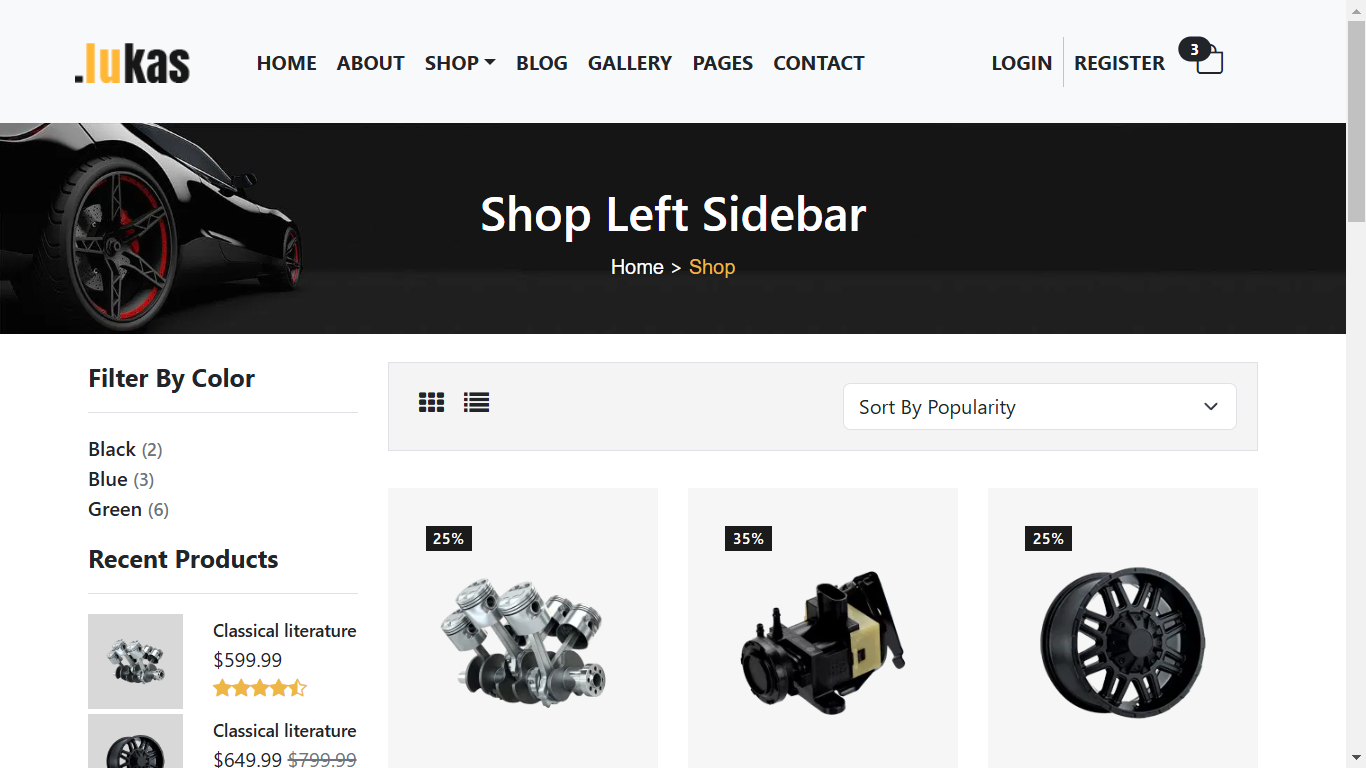 .lukas
HOME ABOUT SHOP BLOG GALLERY PAGES CONTACT
LOGIN REGISTER 3
Shop Left Sidebar
Home > Shop
Filter By Color
Black (2)
Blue (3)
Green (6)
Recent Products
Classical literature
$599.99
Classical literature
$649.99 $799.99
Sort By Popularity
25%
35%
25%